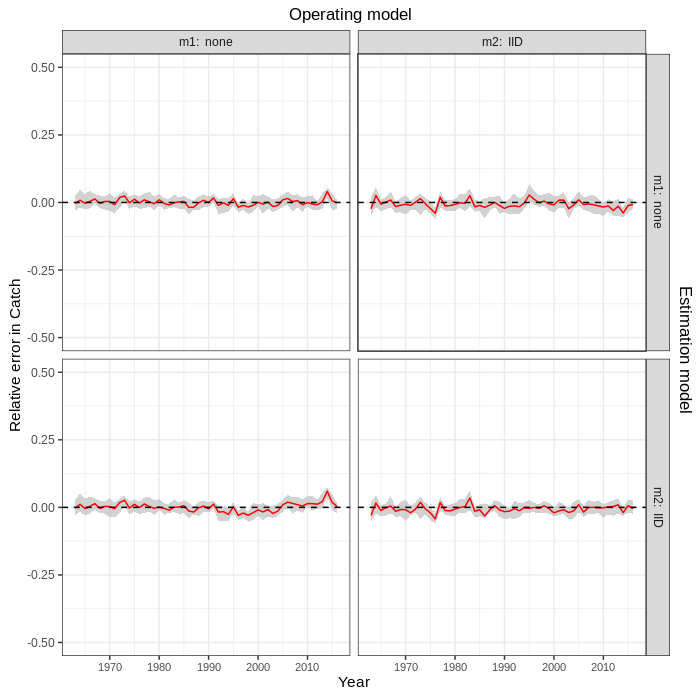 Operating model
m1: none
m2: IID
0.50
0.25
0.00
-0.25
-0.50
m1: none
0.50
0.25
0.00
-0.25
-0.50
m2: IID
Relative error in Catch
Estimation model
1970 1980 1990 2000 2010
1970 1980 1990 2000 2010
Year